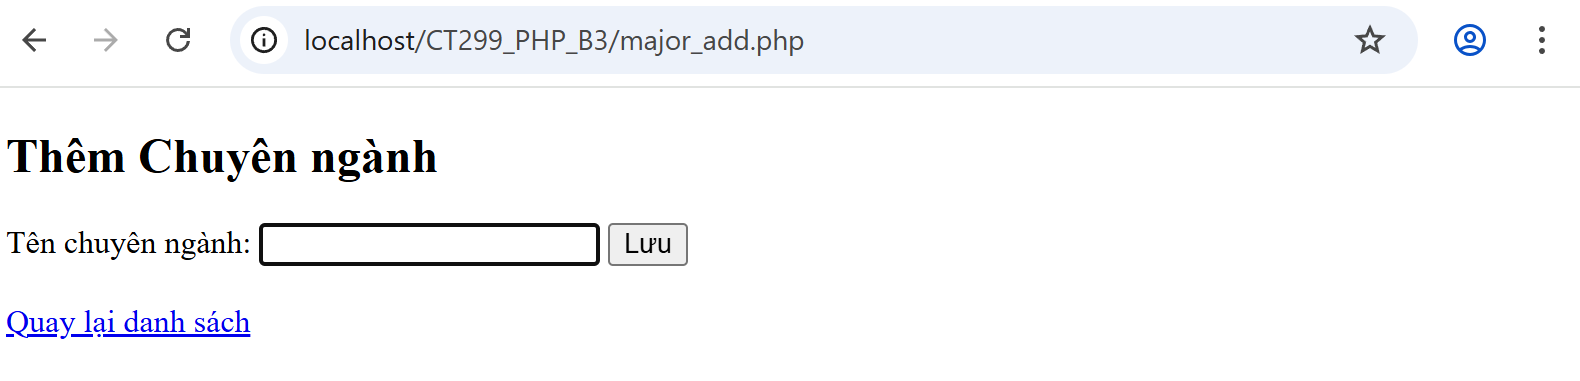 localhost/CT299_PHP_B3/major_add.php
Thêm Chuyên ngành
Tên chuyên ngành: Lưu
Quay lại danh sách